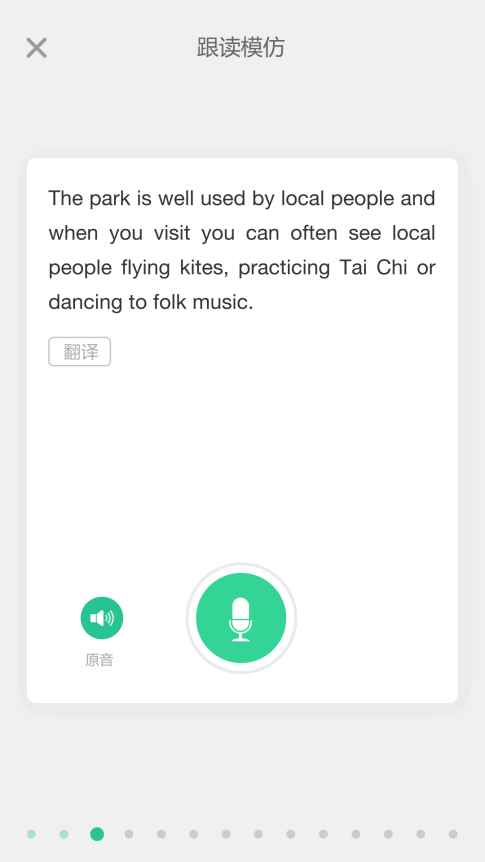 跟读模仿
The park is well used by local people and
when you visit you can often see local
people flying kites, practicing Tai Chi or
dancing to folk music.
翻译
原音